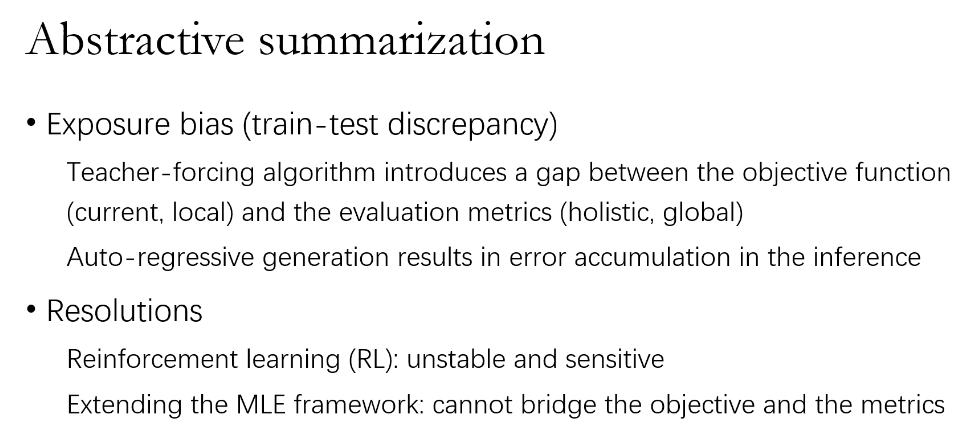 Abstractive summarization
• Exposure bias (train-test discrepancy)
Teacher-forcing algorithm introduces a gap between the objective function
(current, local) and the evaluation metrics (holistic, global)
Auto-regressive generation results in error accumulation in the inference
• Resolutions
Reinforcement learning (RL): unstable and sensitive
Extending the MLE framework: cannot bridge the objective and the metrics